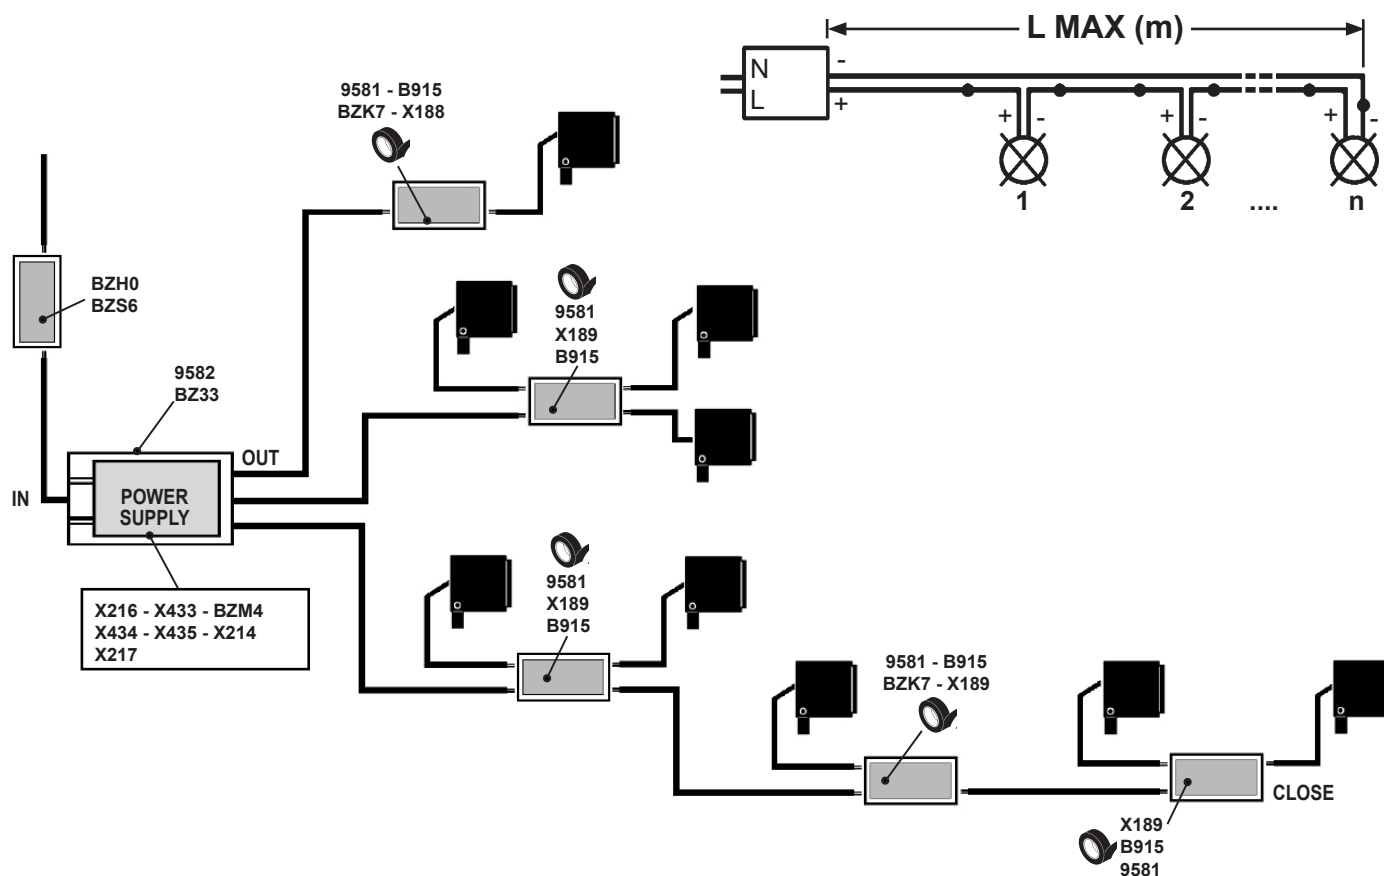 L MAX (m)
N
L
-
+
+ -
+ -
+ -
1
2
....
n
9581 - B915
BZK7 - X188
BZH0
BZS6
9581
X189
B915
9582
BZ33
OUT
IN
POWER
SUPPLY
X216 - X433 - BZM4
X434 - X435 - X214
X217
9581
X189
B915
9581 - B915
BZK7 - X189
CLOSE
X189
B915
9581